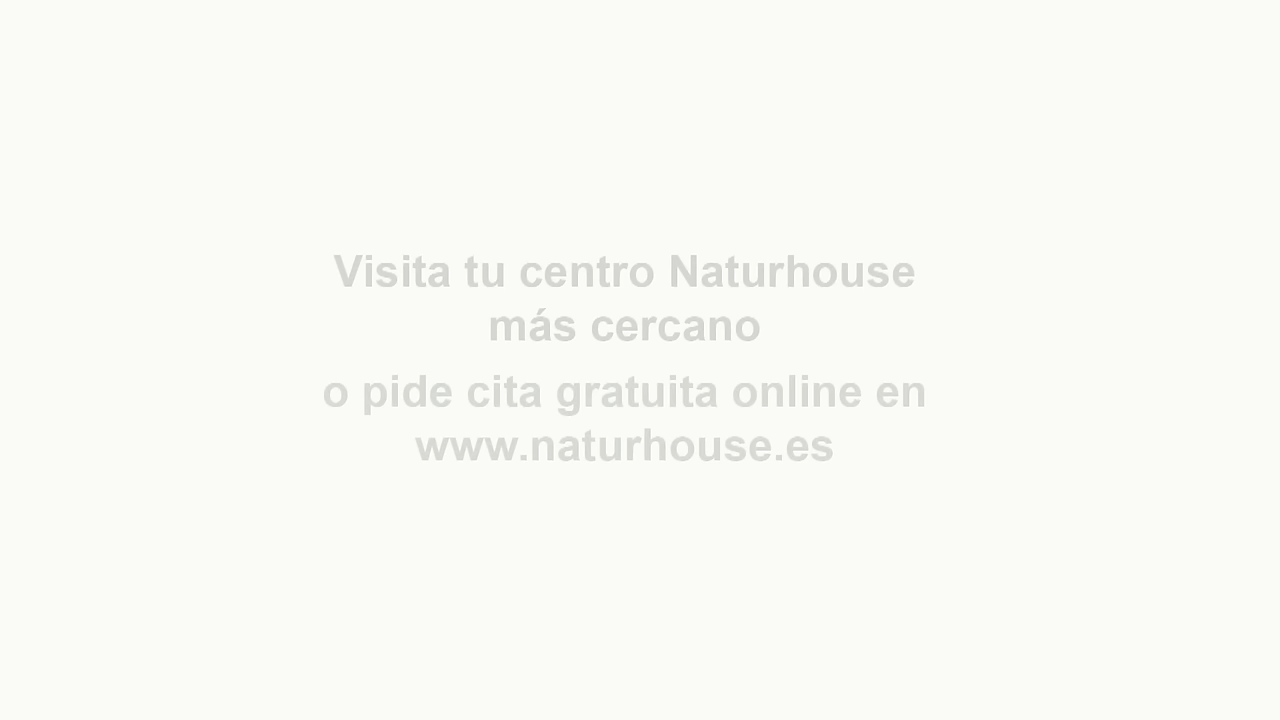 Visita tu centro Naturhouse
más cercano
o pide cita gratuita online en
www.naturhouse.es